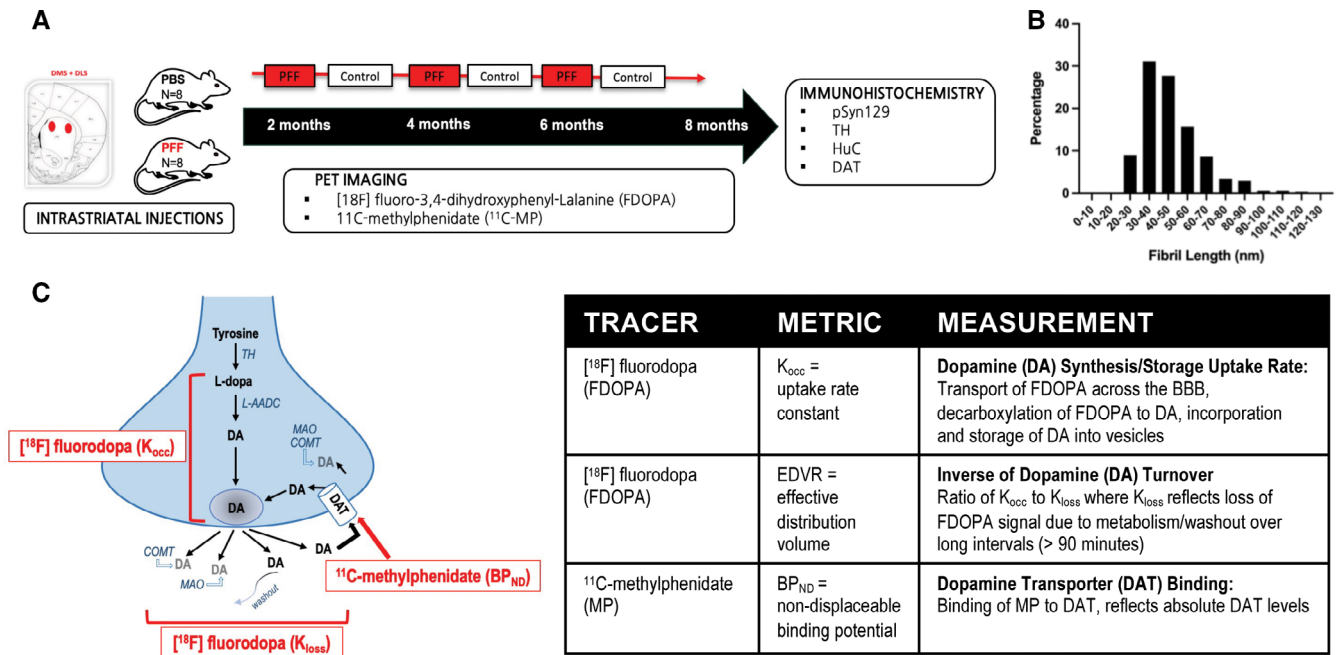 A
DMS + DLS
PBS
N=8
PFF
N=8
INTRASTRIATAL INJECTIONS
PFF
Control
PFF
Control
PFF
Control
2 months
4 months
6 months
8 months
PET IMAGING
▪ [18F] fluoro-3,4-dihydroxyphenyl-Lalanine (FDOPA)
▪ 11C-methylphenidate (¹¹C-MP)
IMMUNOHISTOCHEMISTRY
▪ pSyn129
▪ TH
▪ HuC
▪ DAT
B
Percentage
40
30
20
10
0
0-10
10-20
20-30
30-40
40-50
50-60
60-70
70-80
80-90
90-100
100-110
110-120
120-130
Fibril Length (nm)
C
Tyrosine
TH
L-dopa
L-AADC
DA
DA
[¹⁸F] fluorodopa (Kocc)
MAO
COMT
DA
DA
DAT
DA
COMT
DA
MAO
DA
DA
washout
¹¹C-methylphenidate (BPND)
[¹⁸F] fluorodopa (Kloss)
TRACER METRIC MEASUREMENT
[¹⁸F] fluorodopa
(FDOPA)
Kocc =
uptake rate
constant
Dopamine (DA) Synthesis/Storage Uptake Rate:
Transport of FDOPA across the BBB,
decarboxylation of FDOPA to DA, incorporation
and storage of DA into vesicles
[¹⁸F] fluorodopa
(FDOPA)
EDVR =
effective
distribution
volume
Inverse of Dopamine (DA) Turnover
Ratio of Kocc to Kloss where Kloss reflects loss of
FDOPA signal due to metabolism/washout over
long intervals (> 90 minutes)
¹¹C-methylphenidate
(MP)
BPND =
non-displaceable
binding potential
Dopamine Transporter (DAT) Binding:
Binding of MP to DAT, reflects absolute DAT levels